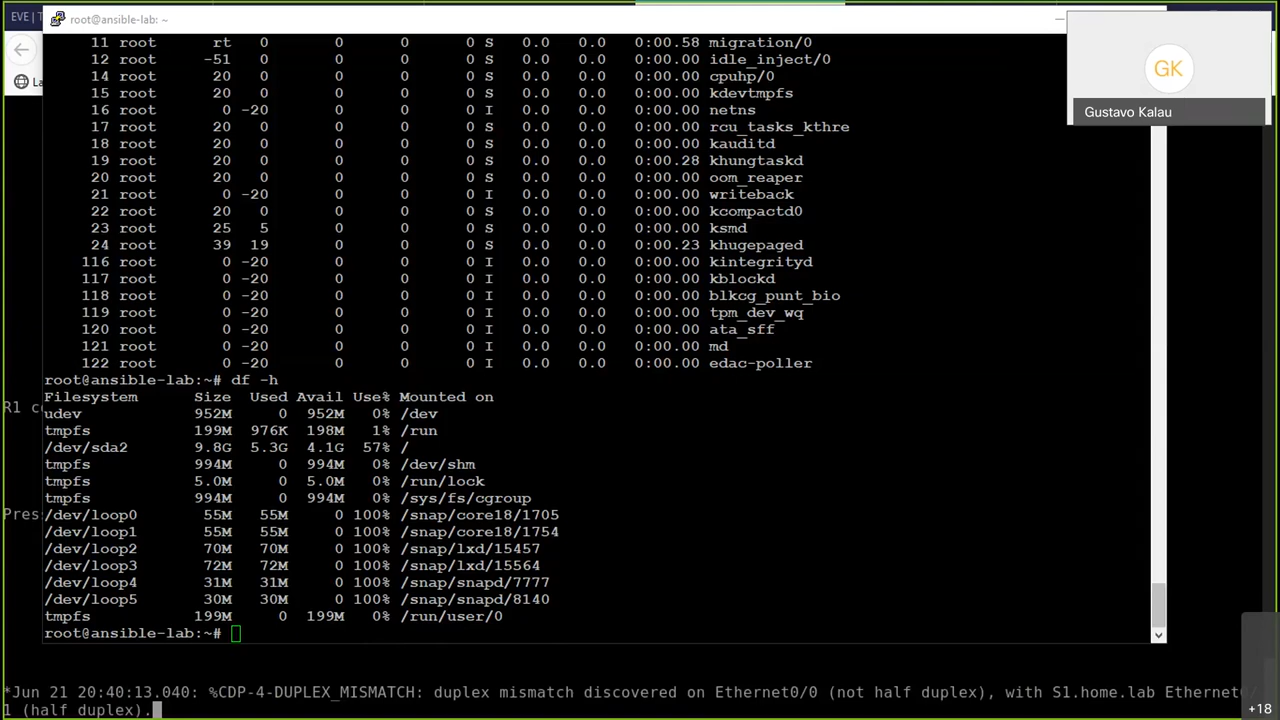 EVE|T
root@ansible-lab: ~
La
11 root rt 0 0 0 0 S 0.0 0.0 0:00.58 migration/0
12 root -51 0 0 0 0 S 0.0 0.0 0:00.00 idle_inject/0
14 root 20 0 0 0 0 S 0.0 0.0 0:00.00 cpuhp/0
15 root 20 0 0 0 0 S 0.0 0.0 0:00.00 kdevtmpfs
16 root 0 -20 0 0 0 I 0.0 0.0 0:00.00 netns
17 root 20 0 0 0 0 S 0.0 0.0 0:00.00 rcu_tasks_kthre
18 root 20 0 0 0 0 S 0.0 0.0 0:00.00 kauditd
19 root 20 0 0 0 0 S 0.0 0.0 0:00.28 khungtaskd
20 root 20 0 0 0 0 S 0.0 0.0 0:00.00 oom_reaper
21 root 0 -20 0 0 0 I 0.0 0.0 0:00.00 writeback
22 root 20 0 0 0 0 S 0.0 0.0 0:00.00 kcompactd0
23 root 25 5 0 0 0 S 0.0 0.0 0:00.00 ksmd
24 root 39 19 0 0 0 S 0.0 0.0 0:00.23 khugepaged
116 root 0 -20 0 0 0 I 0.0 0.0 0:00.00 kintegrityd
117 root 0 -20 0 0 0 I 0.0 0.0 0:00.00 kblockd
118 root 0 -20 0 0 0 I 0.0 0.0 0:00.00 blkcg_punt_bio
119 root 0 -20 0 0 0 I 0.0 0.0 0:00.00 tpm_dev_wq
120 root 0 -20 0 0 0 I 0.0 0.0 0:00.00 ata_sff
121 root 0 -20 0 0 0 I 0.0 0.0 0:00.00 md
122 root 0 -20 0 0 0 I 0.0 0.0 0:00.00 edac-poller
root@ansible-lab:~# df -h
Filesystem Size Used Avail Use% Mounted on
udev 952M 0 952M 0% /dev
tmpfs 199M 976K 198M 1% /run
/dev/sda2 9.8G 5.3G 4.1G 57% /
tmpfs 994M 0 994M 0% /dev/shm
tmpfs 5.0M 0 5.0M 0% /run/lock
tmpfs 994M 0 994M 0% /sys/fs/cgroup
/dev/loop0 55M 55M 0 100% /snap/core18/1705
/dev/loop1 55M 55M 0 100% /snap/core18/1754
/dev/loop2 70M 70M 0 100% /snap/lxd/15457
/dev/loop3 72M 72M 0 100% /snap/lxd/15564
/dev/loop4 31M 31M 0 100% /snap/snapd/7777
/dev/loop5 30M 30M 0 100% /snap/snapd/8140
tmpfs 199M 0 199M 0% /run/user/0
root@ansible-lab:~#
GK
Gustavo Kalau
R1 co
Press
*Jun 21 20:40:13.040: %CDP-4-DUPLEX_MISMATCH: duplex mismatch discovered on Ethernet0/0 (not half duplex), with S1.home.lab Ethernet0/
1 (half duplex).
+18